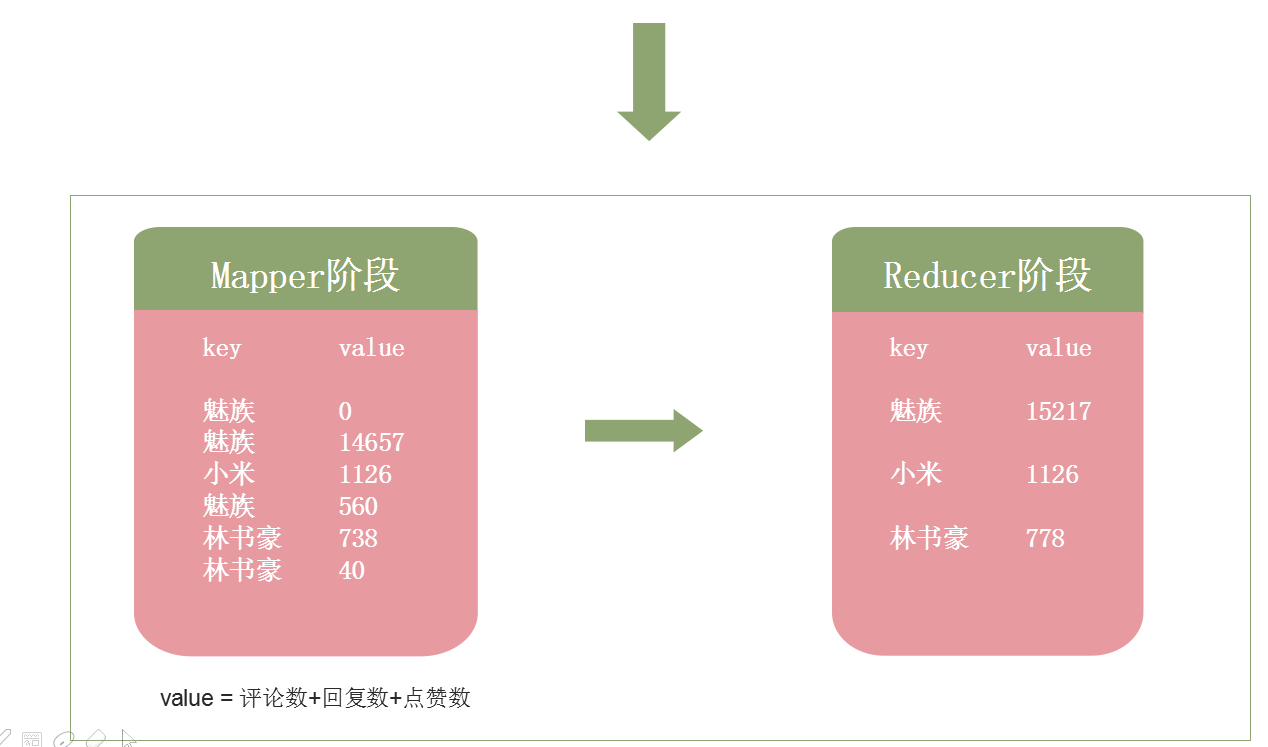 Mapper阶段
key value
魅族 0
魅族 14657
小米 1126
魅族 560
林书豪 738
林书豪 40
Reducer阶段
key value
魅族 15217
小米 1126
林书豪 778
value = 评论数+回复数+点赞数